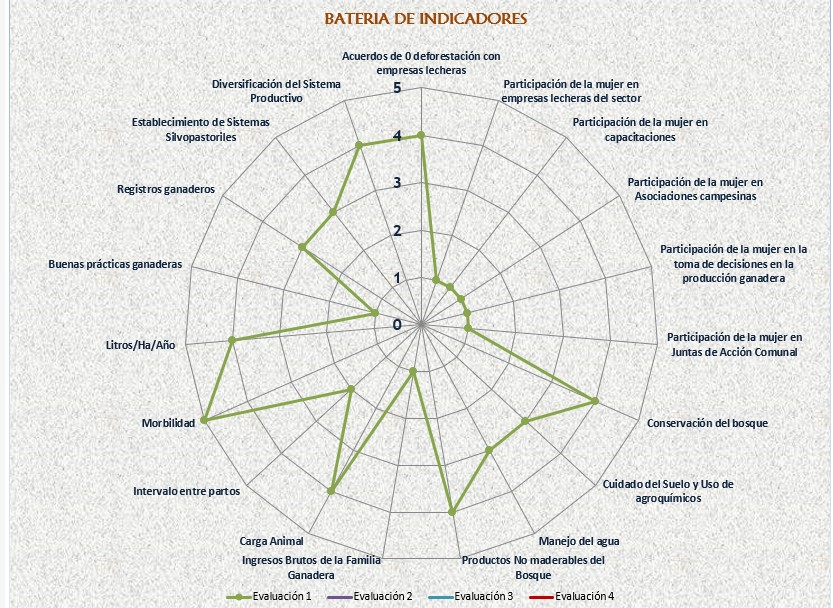 BATERIA DE INDICADORES
Acuerdos de 0 deforestación con
empresas lecheras
Participación de la mujer en
empresas lecheras del sector
Participación de la mujer en
capacitaciones
Participación de la mujer en
Asociaciones campesinas
Participación de la mujer en la
toma de decisiones en la
producción ganadera
Participación de la mujer en
Juntas de Acción Comunal
Conservación del bosque
Cuidado del Suelo y Uso de
agroquímicos
Manejo del agua
Productos No maderables del
Bosque
Ingresos Brutos de la Familia
Ganadera
Carga Animal
Intervalo entre partos
Morbilidad
Litros/Ha/Año
Buenas prácticas ganaderas
Registros ganaderos
Establecimiento de Sistemas
Silvopastoriles
Diversificación del Sistema
Productivo
5
4
3
2
1
0
Evaluación 1 Evaluación 2 Evaluación 3 Evaluación 4